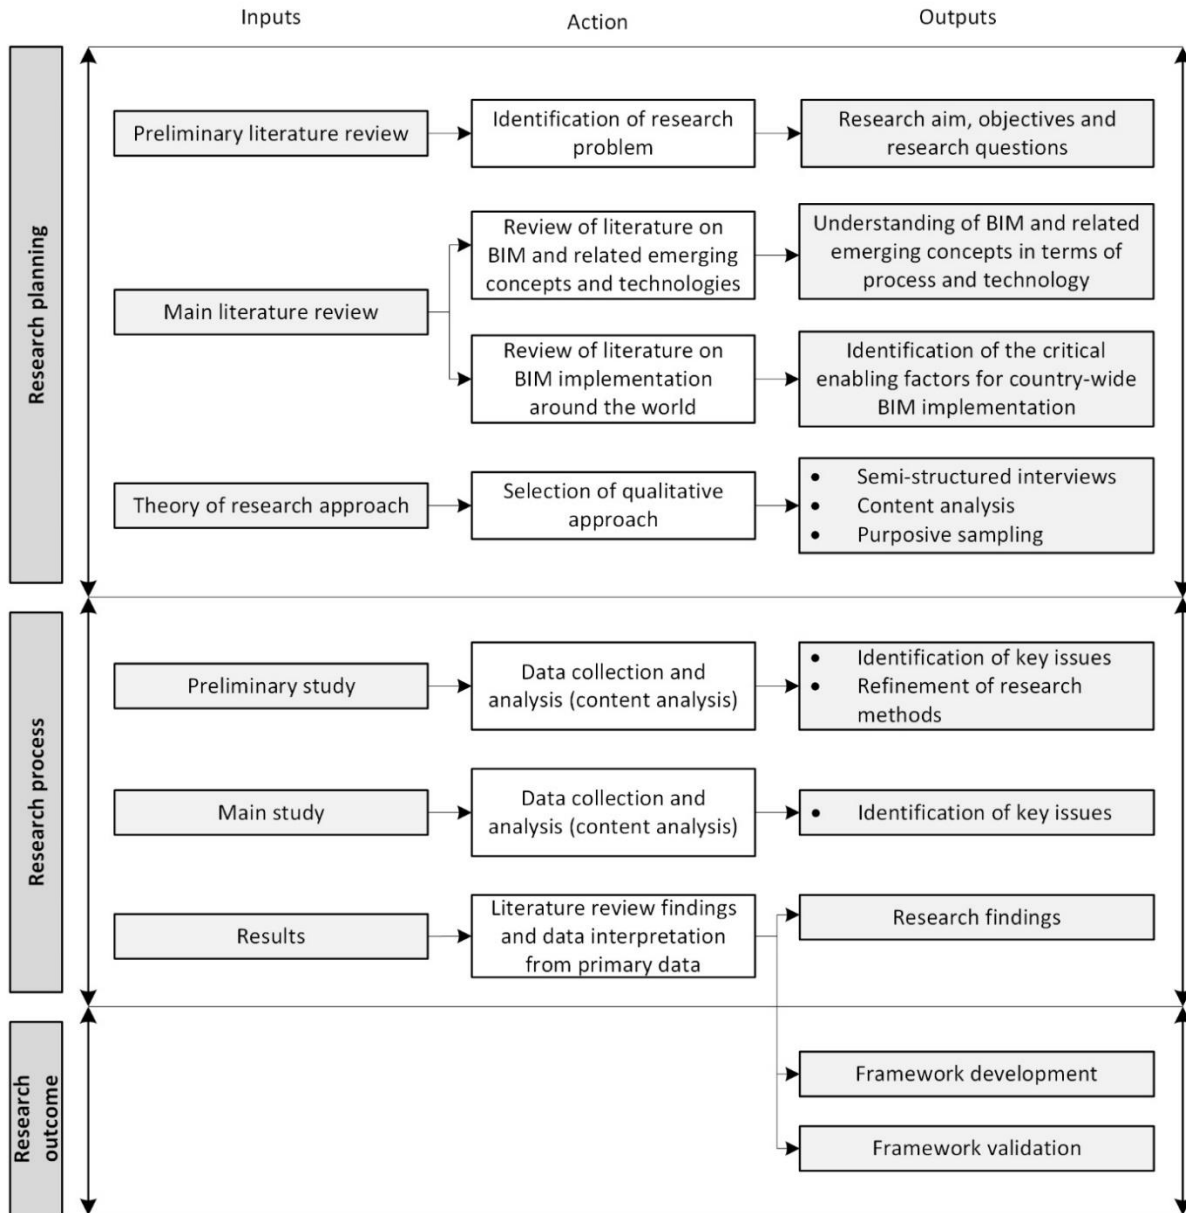 Inputs
Action
Outputs
Research planning
Preliminary literature review
Identification of research
problem
Research aim, objectives and
research questions
Main literature review
Review of literature on
BIM and related emerging
concepts and technologies
Understanding of BIM and related
emerging concepts in terms of
process and technology
Review of literature on
BIM implementation
around the world
Identification of the critical
enabling factors for country-wide
BIM implementation
Theory of research approach
Selection of qualitative
approach
• Semi-structured interviews
• Content analysis
• Purposive sampling
Research process
Preliminary study
Data collection and
analysis (content analysis)
• Identification of key issues
• Refinement of research
methods
Main study
Data collection and
analysis (content analysis)
• Identification of key issues
Results
Literature review findings
and data interpretation
from primary data
Research findings
Research
outcome
Framework development
Framework validation